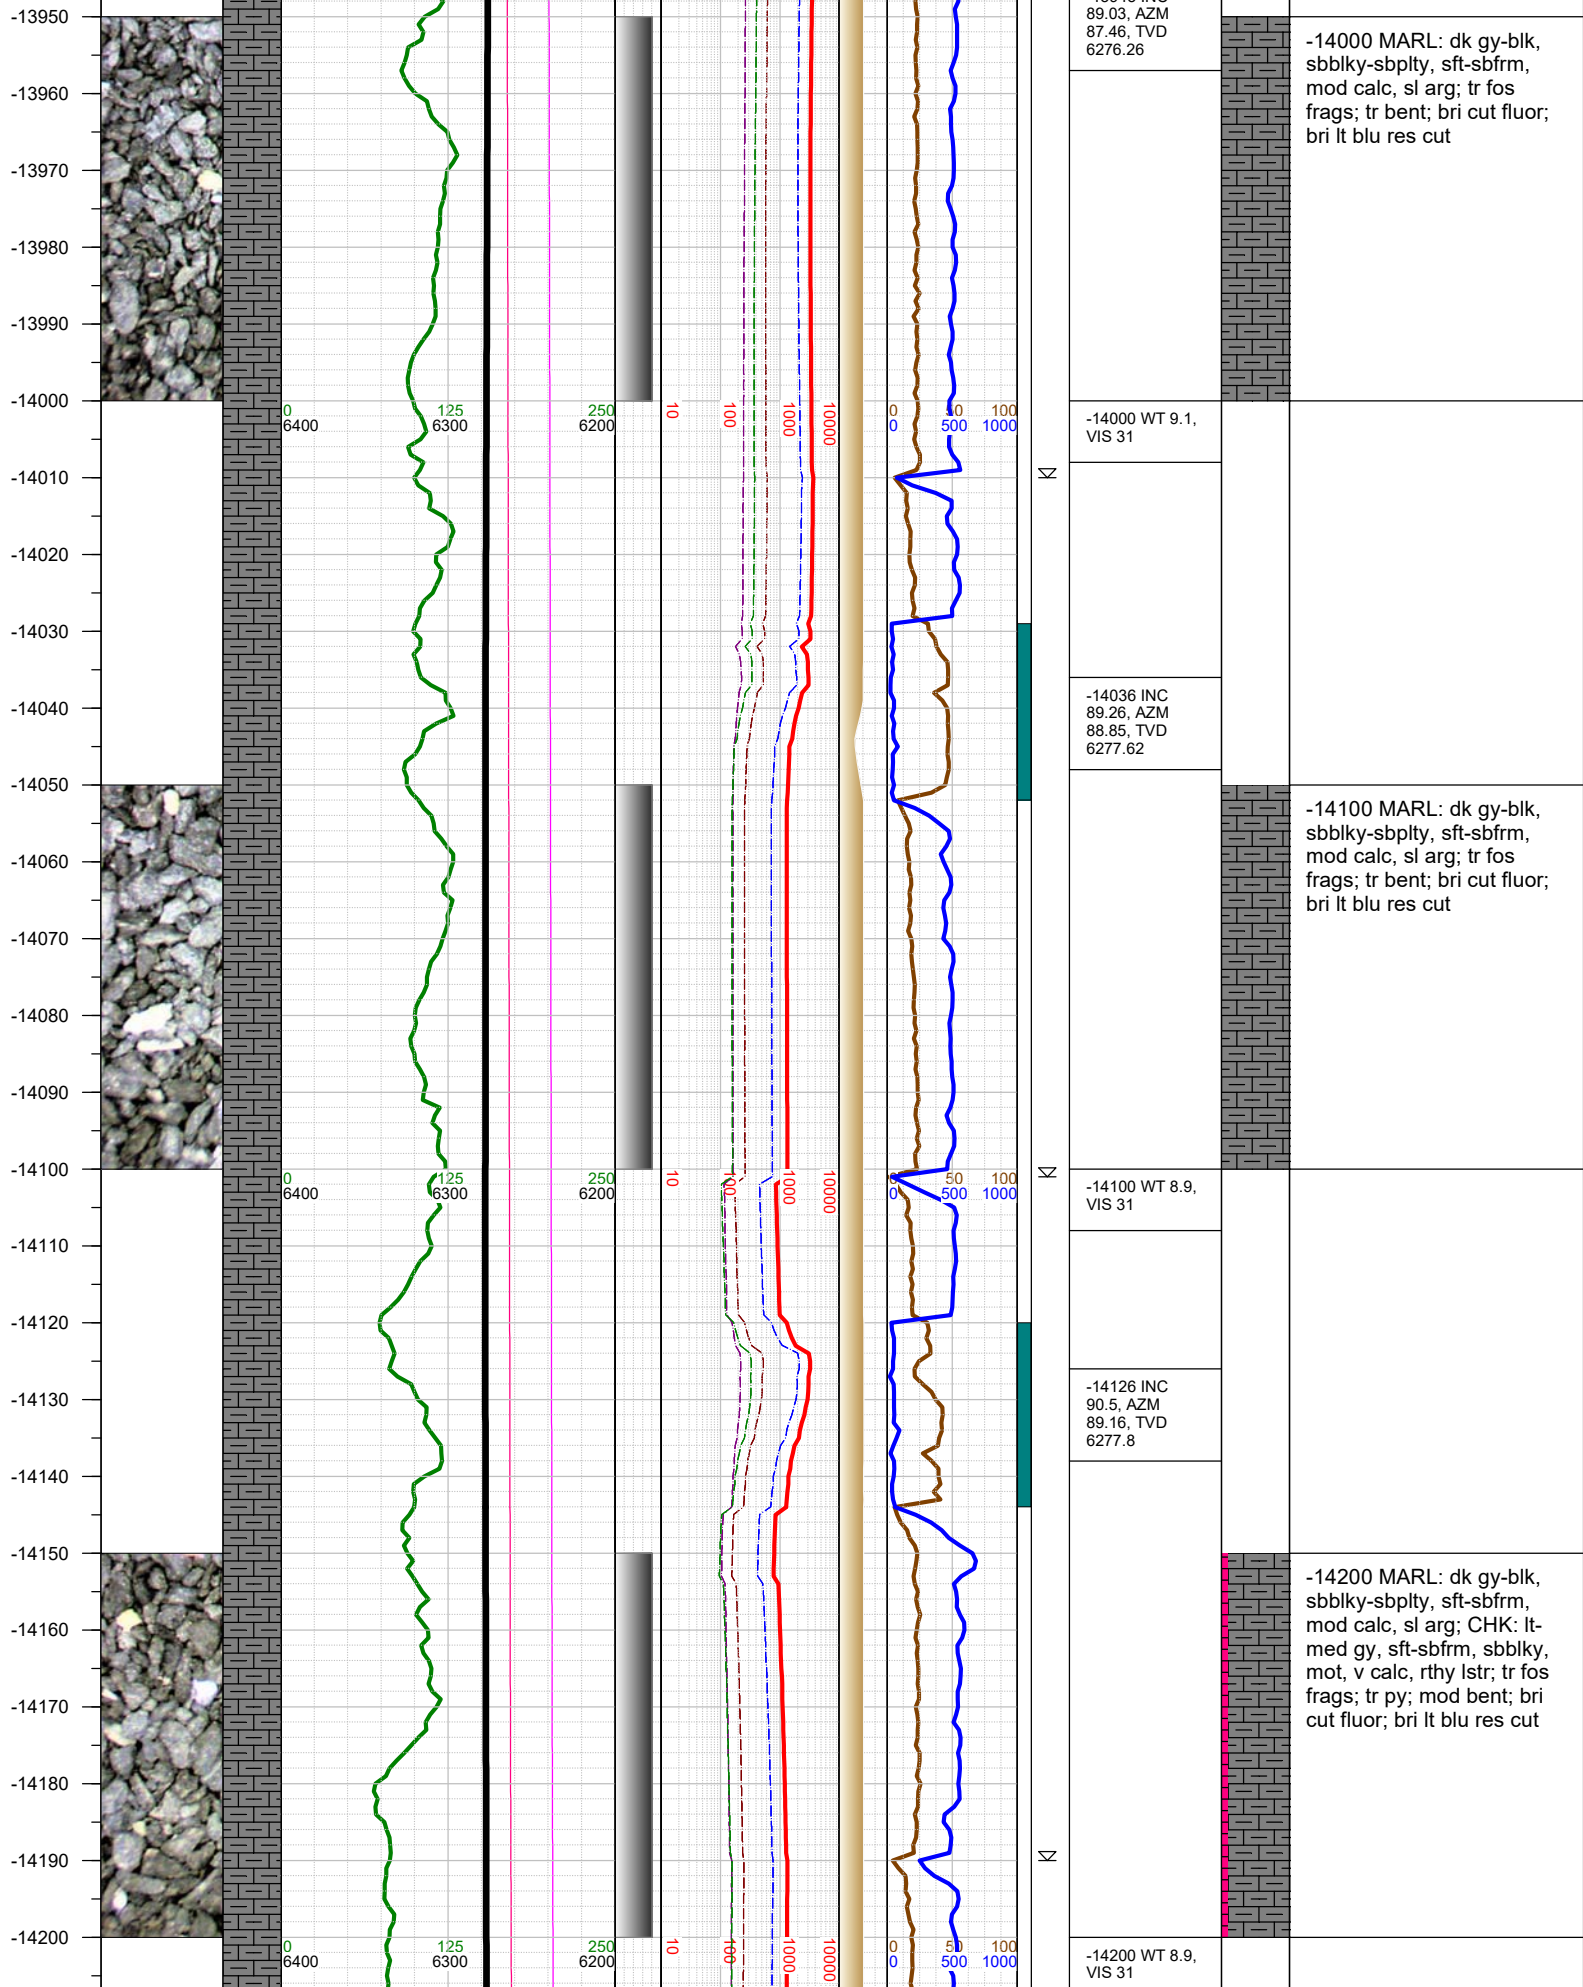 89.03, AZM
87.46, TVD
6276.26
-13950
-13960
-13970
-13980
-13990
-14000
-14010
-14020
-14030
-14040
-14050
-14060
-14070
-14080
-14090
-14100
-14110
-14120
-14130
-14140
-14150
-14160
-14170
-14180
-14190
-14200
-14000 MARL: dk gy-blk,
sbblky-sbplty, sft-sbfrm,
mod calc, sl arg; tr fos
frags; tr bent; bri cut fluor;
bri lt blu res cut
0 125 250
6400 6300 6200
10 100 1000 10000
0 50 100
0 500 1000
-14000 WT 9.1,
VIS 31
-14036 INC
89.26, AZM
88.85, TVD
6277.62
-14100 MARL: dk gy-blk,
sbblky-sbplty, sft-sbfrm,
mod calc, sl arg; tr fos
frags; tr bent; bri cut fluor;
bri lt blu res cut
0 125 250
6400 6300 6200
10 100 1000 10000
0 50 100
0 500 1000
-14100 WT 8.9,
VIS 31
-14126 INC
90.5, AZM
89.16, TVD
6277.8
-14200 MARL: dk gy-blk,
sbblky-sbplty, sft-sbfrm,
mod calc, sl arg; CHK: lt-
med gy, sft-sbfrm, sbblky,
mot, v calc, rthy lstr; tr fos
frags; tr py; mod bent; bri
cut fluor; bri lt blu res cut
0 125 250
6400 6300 6200
10 100 1000 10000
0 50 100
0 500 1000
-14200 WT 8.9,
VIS 31